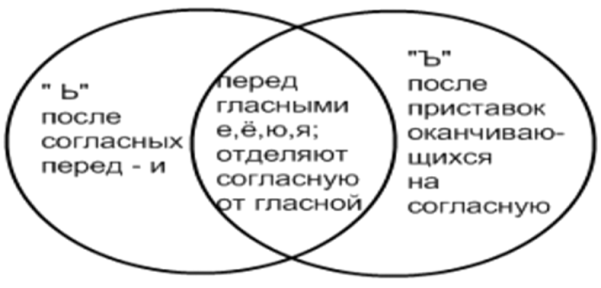 " Ь"
после
согласных
перед - и
перед
гласными
е,ё,ю,я;
отделяют
согласную
от гласной
"Ъ"
после
приставок
оканчиваю-
щихся
на
согласную